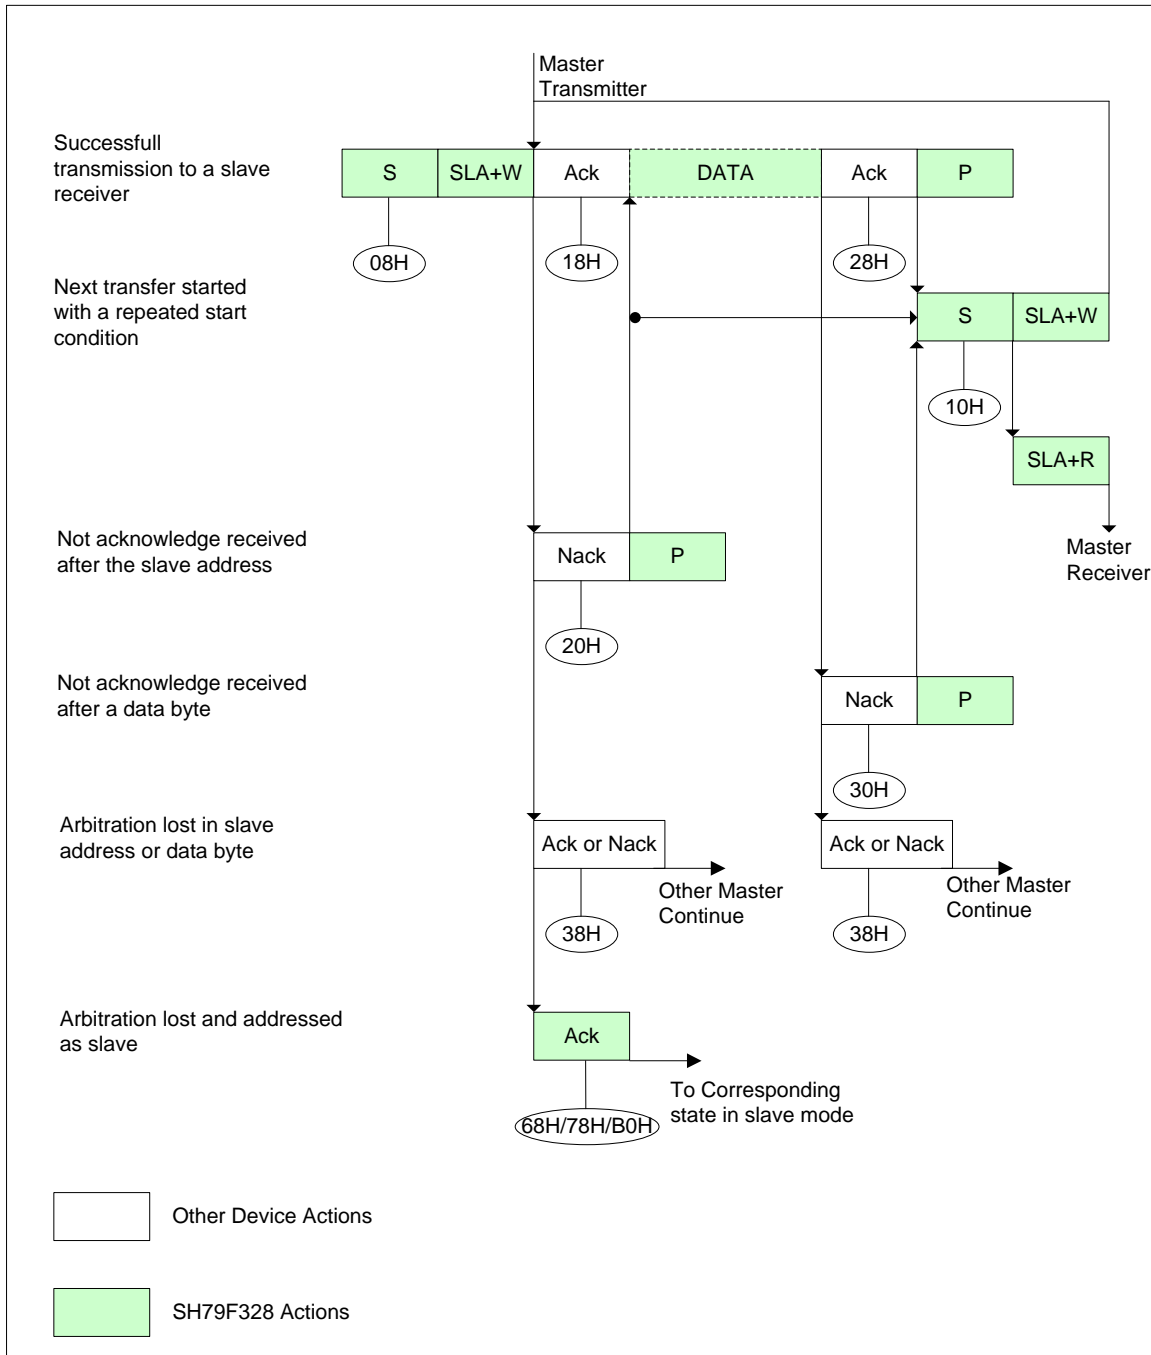 Master
Transmitter
Successfull
transmission to a slave
receiver
S SLA+W Ack DATA Ack P
08H 18H 28H
Next transfer started
with a repeated start
condition
S SLA+W
10H
SLA+R
Master
Receiver
Not acknowledge received
after the slave address
Nack P
20H
Not acknowledge received
after a data byte
Nack P
30H
Arbitration lost in slave
address or data byte
Ack or Nack Ack or Nack
Other Master
Continue
Other Master
Continue
38H 38H
Arbitration lost and addressed
as slave
Ack
To Corresponding
state in slave mode
68H/78H/B0H
Other Device Actions
SH79F328 Actions